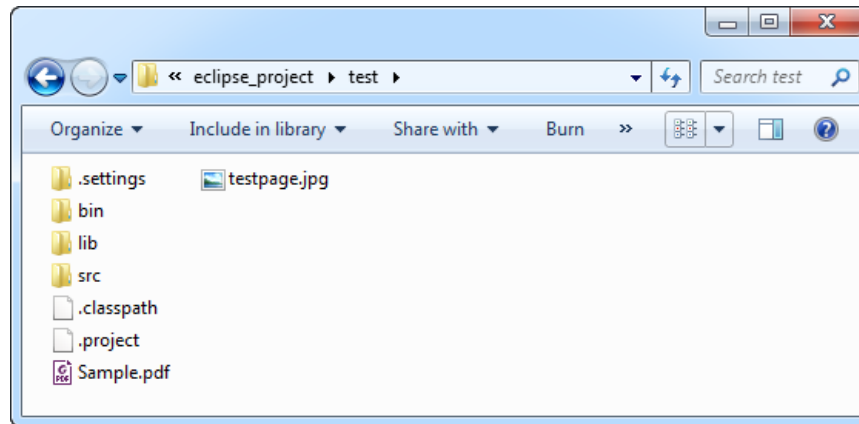 « eclipse_project test Search test
Organize Include in library Share with Burn »
.settings
bin
lib
src
.classpath
.project
Sample.pdf
testpage.jpg